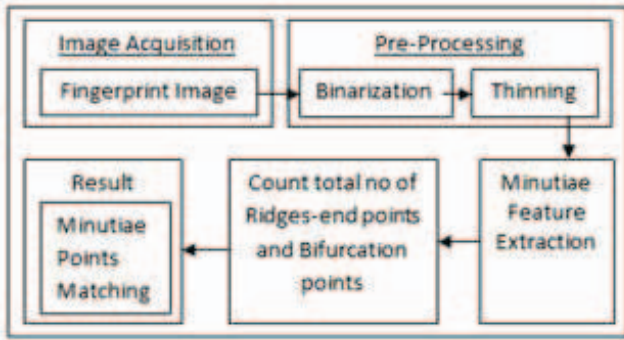 Image Acquisition
Fingerprint Image
Pre-Processing
Binarization
Thinning
Minutiae
Feature
Extraction
Count total no of
Ridges-end points
and Bifurcation
points
Result
Minutiae
Points
Matching